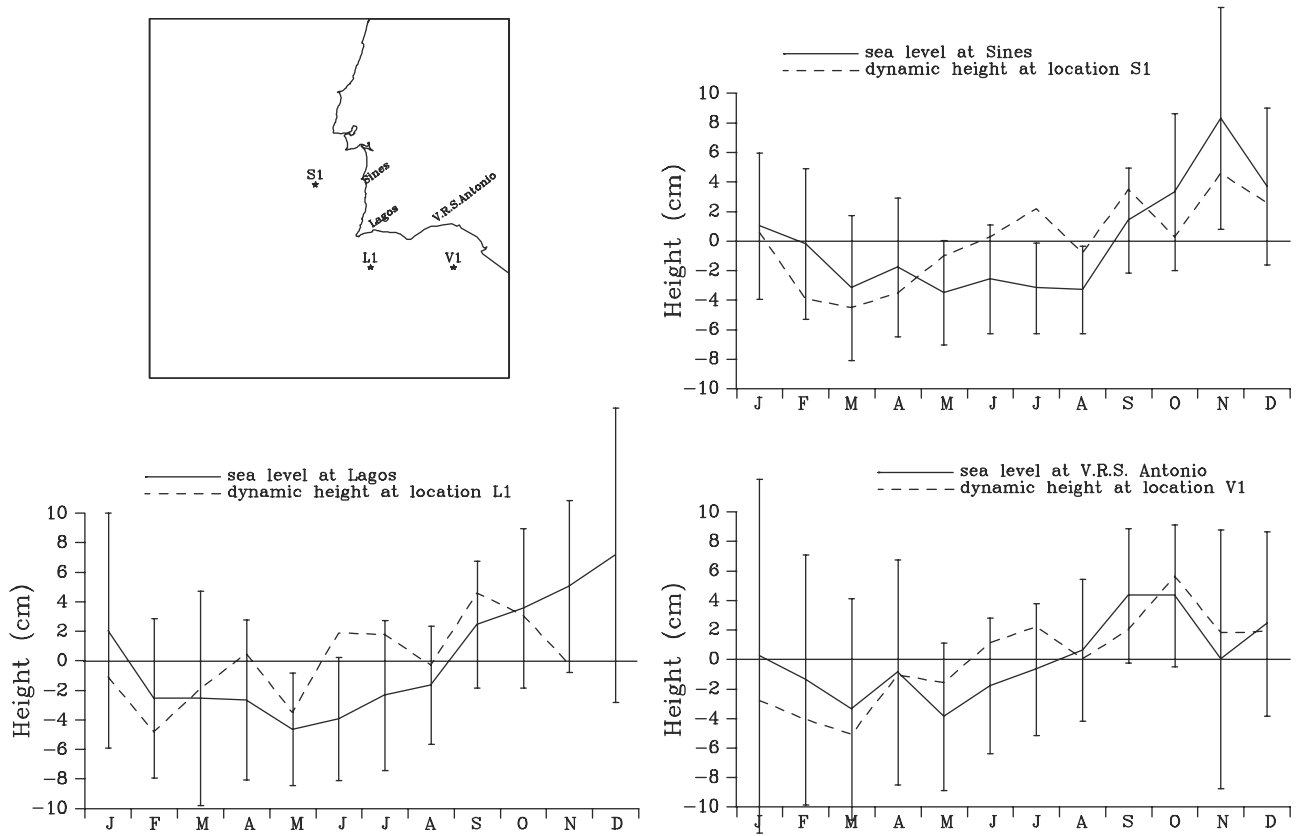 S1
Sines
Lagos
V.R.S.Antonio
L1
V1
sea level at Sines
dynamic height at location S1
Height (cm)
10
8
6
4
2
0
−2
−4
−6
−8
−10
J F M A M J J A S O N D
sea level at Lagos
dynamic height at location L1
Height (cm)
10
8
6
4
2
0
−2
−4
−6
−8
−10
J F M A M J J A S O N D
sea level at V.R.S. Antonio
dynamic height at location V1
Height (cm)
10
8
6
4
2
0
−2
−4
−6
−8
−10
J F M A M J J A S O N D